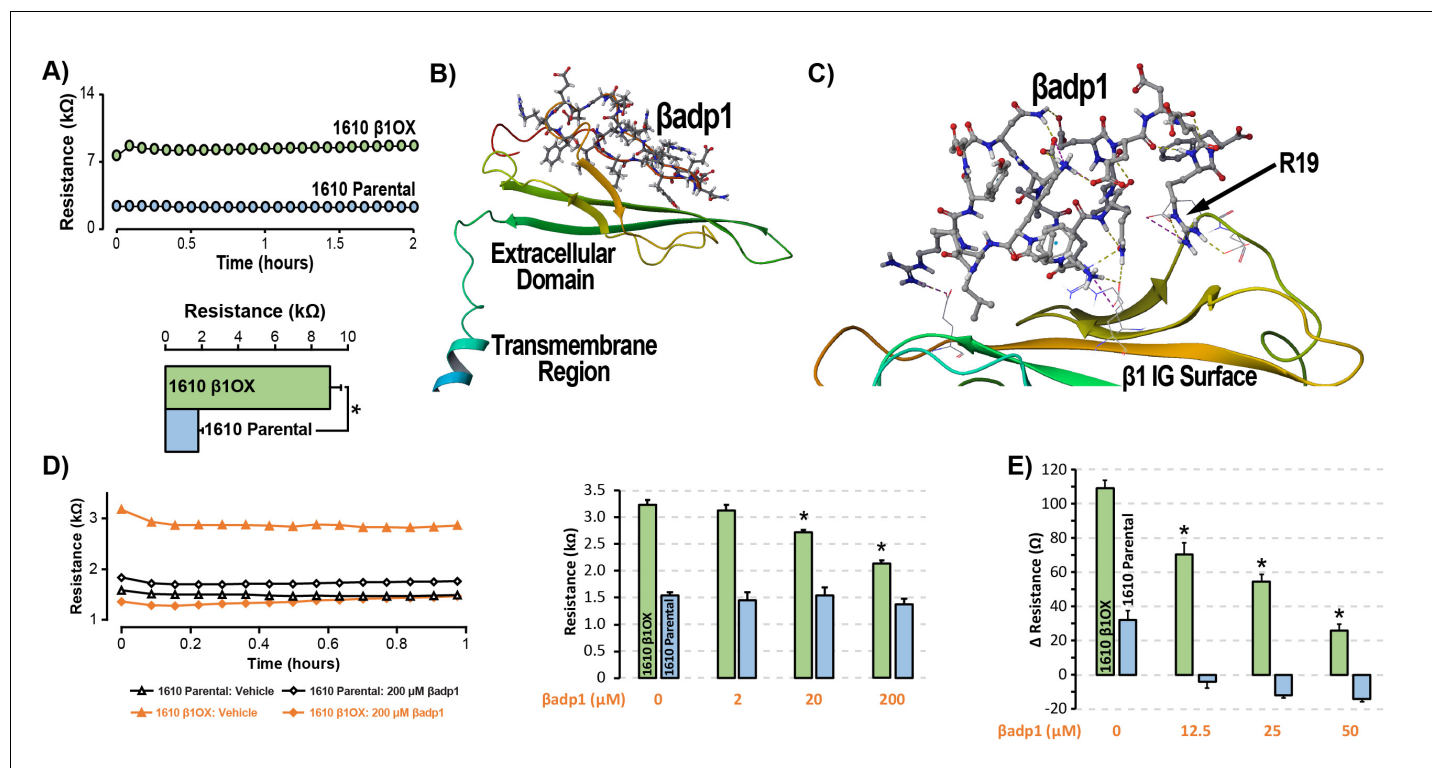 A)
Resistance (kΩ)
14
7
0
1610 β1OX
1610 Parental
0 0.5 1 1.5 2
Time (hours)
Resistance (kΩ)
0 2 4 6 8 10
1610 β1OX
*
1610 Parental
B)
βadp1
Extracellular
Domain
Transmembrane
Region
C)
βadp1
R19
β1 IG Surface
D)
Resistance (kΩ)
3
2
1
0 0.2 0.4 0.6 0.8 1
Time (hours)
1610 Parental: Vehicle 1610 Parental: 200 µM βadp1
1610 β1OX: Vehicle 1610 β1OX: 200 µM βadp1
Resistance (kΩ)
3.5
3.0
2.5
2.0
1.5
1.0
0.5
0
1610 β1OX
1610 Parental
*
*
βadp1 (µM) 0 2 20 200
E)
Δ Resistance (Ω)
120
100
80
60
40
20
0
-20
1610 β1OX
1610 Parental
*
*
*
βadp1 (µM) 0 12.5 25 50